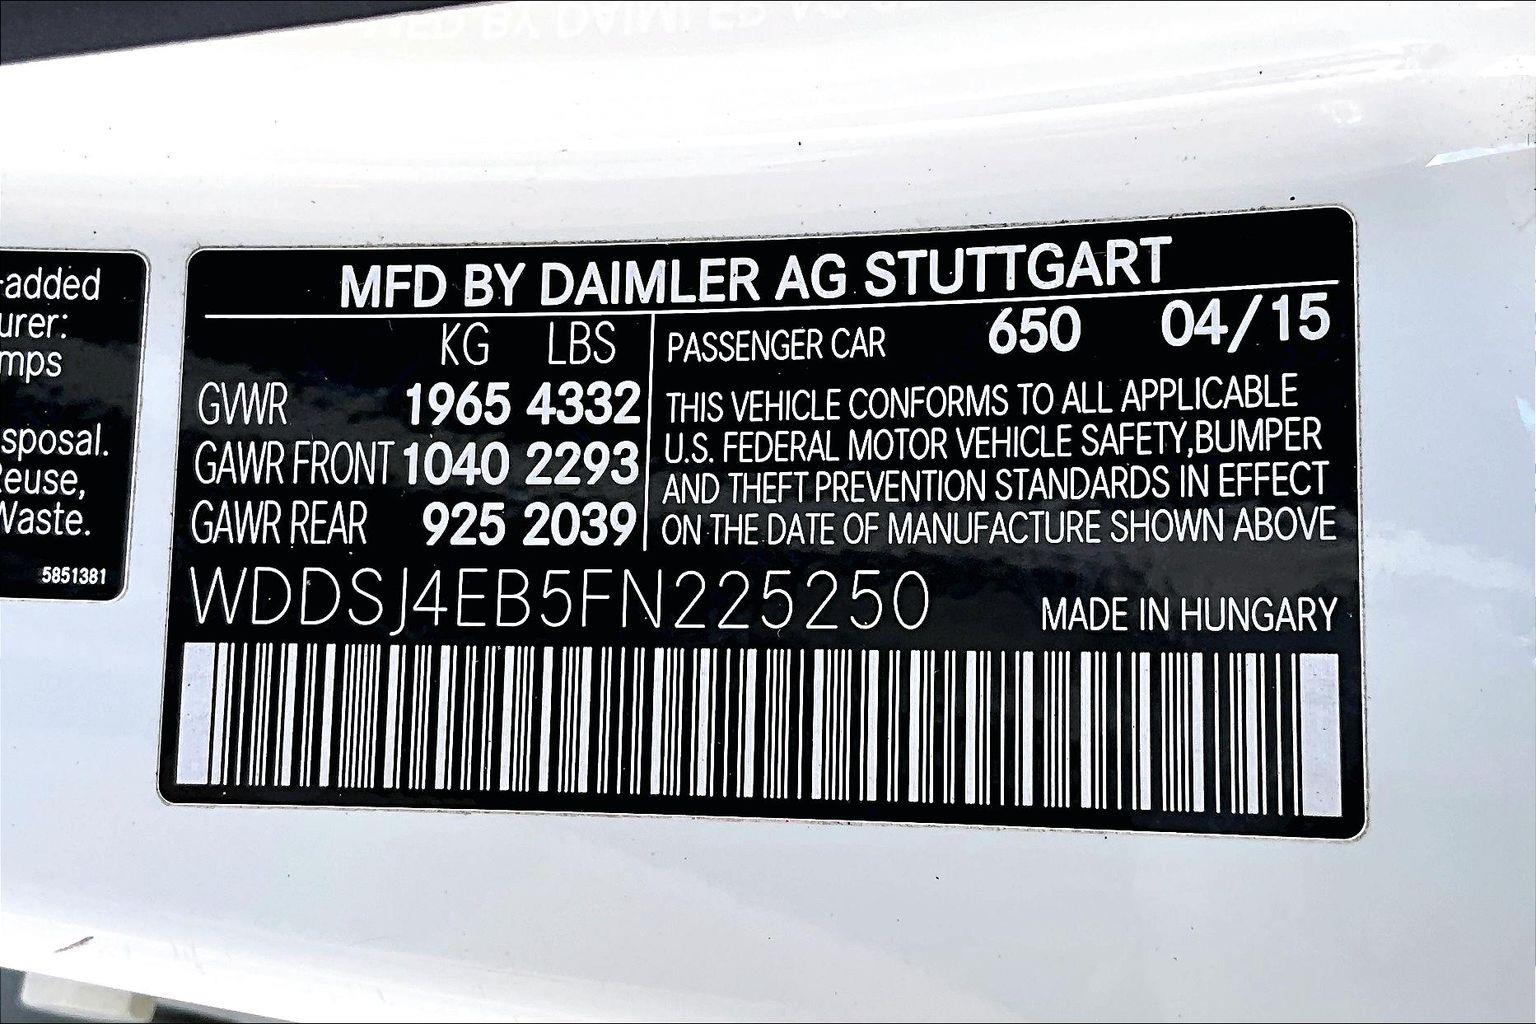 -added
urer:
mps
sposal.
Reuse,
Waste.
5851381
MFD BY DAIMLER AG STUTTGART
KG LBS
GVWR 1965 4332
GAWR FRONT 1040 2293
GAWR REAR 925 2039
PASSENGER CAR 650 04/15
THIS VEHICLE CONFORMS TO ALL APPLICABLE
U.S. FEDERAL MOTOR VEHICLE SAFETY,BUMPER
AND THEFT PREVENTION STANDARDS IN EFFECT
ON THE DATE OF MANUFACTURE SHOWN ABOVE
WDDSJ4EB5FN225250
MADE IN HUNGARY